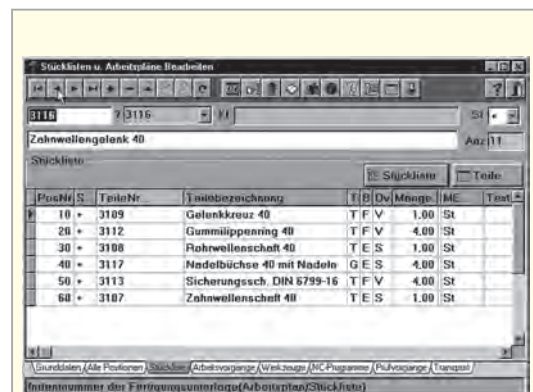 Stücklisten u. Arbeitspläne Bearbeiten
3116 ? 3116 St +
Zahnwellengelenk 40 Anz 11
Stückliste
Stückliste Teile
PosNr S TeileNr Teilebezeichnung T B Dv Menge ME Text
10 + 3109 Gelenkkreuz 40 T F V 1.00 St
20 + 3112 Gummilippenring 40 T F V 4.00 St
30 + 3108 Rohrwellenschaft 40 T E S 1.00 St
40 + 3117 Nadelbüchse 40 mit Nadeln G E S 4.00 St
50 + 3113 Sicherungssch. DIN 6799-16 T F V 4.00 St
60 + 3107 Zahnwellenschaft 40 T E S 1.00 St
Grunddaten Alle Positionen Stückliste Arbeitsvorgänge Werkzeuge NC-Programme Prüfvorgänge Transport
Identnummer der Fertigungsunterlage(Arbeitsplan/Stückliste)